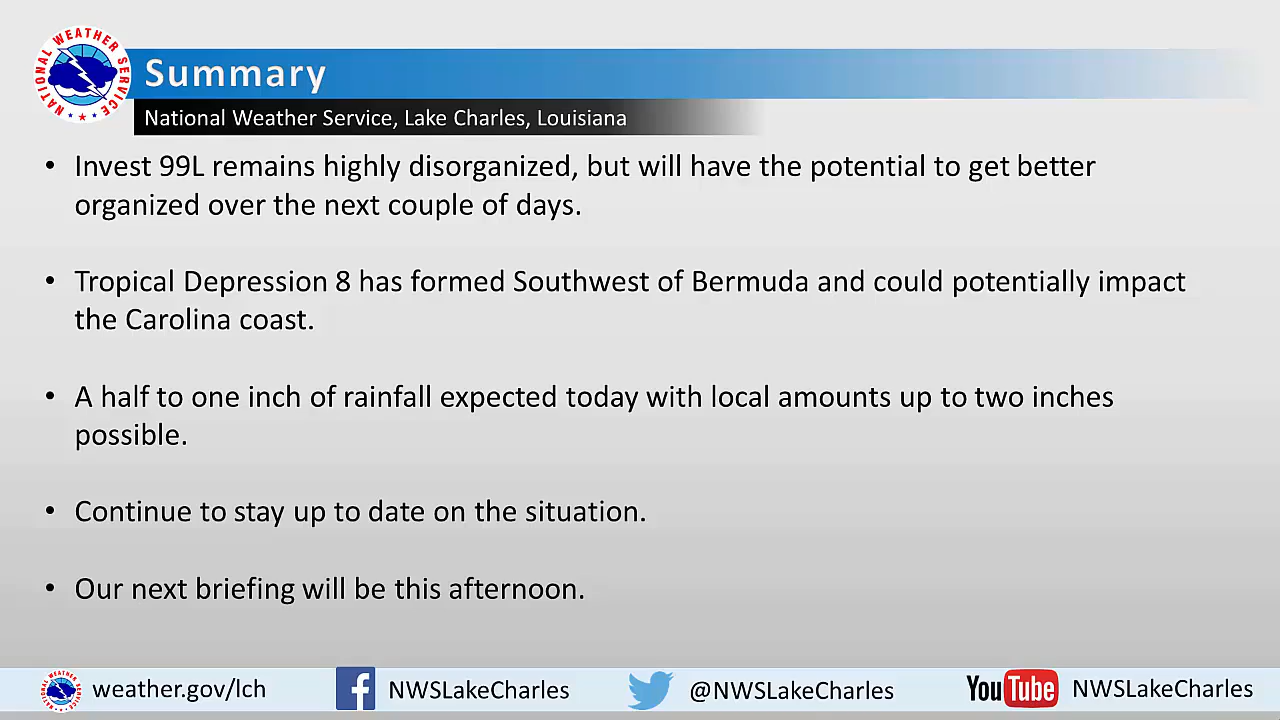 NATIONAL WEATHER SERVICE
Summary
National Weather Service, Lake Charles, Louisiana
• Invest 99L remains highly disorganized, but will have the potential to get better
organized over the next couple of days.
• Tropical Depression 8 has formed Southwest of Bermuda and could potentially impact
the Carolina coast.
• A half to one inch of rainfall expected today with local amounts up to two inches
possible.
• Continue to stay up to date on the situation.
• Our next briefing will be this afternoon.
NATIONAL WEATHER SERVICE
weather.gov/lch
f NWSLakeCharles
@NWSLakeCharles
YouTube NWSLakeCharles